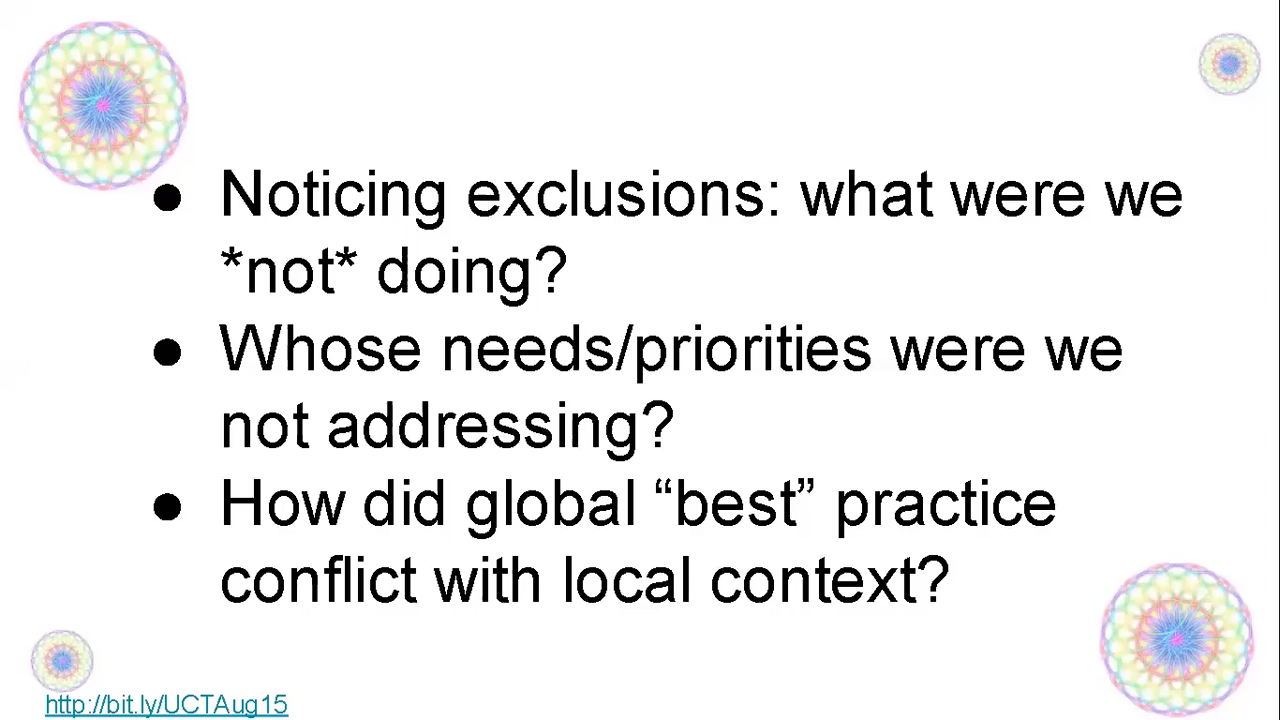 ● Noticing exclusions: what were we
*not* doing?
● Whose needs/priorities were we
not addressing?
● How did global “best” practice
conflict with local context?
http://bit.ly/UCTAug15